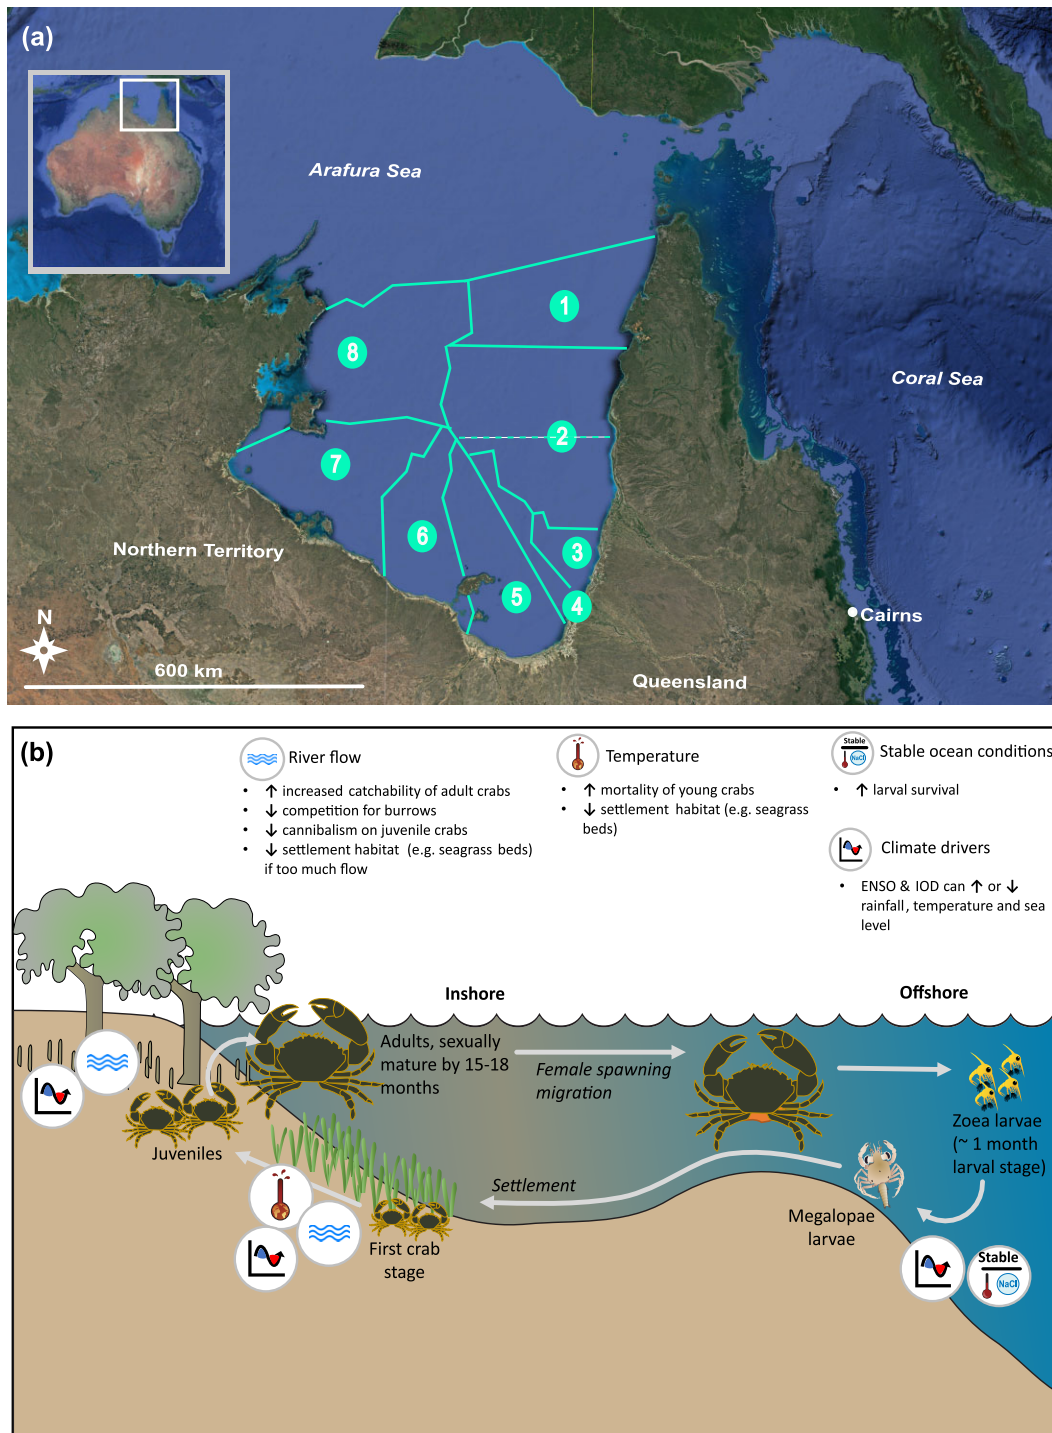 (a)
Arafura Sea
1
8
Coral Sea
2
7
6
3
Northern Territory
5
4
N
Cairns
600 km
Queensland
(b)
River flow
• ↑ increased catchability of adult crabs
• ↓ competition for burrows
• ↓ cannibalism on juvenile crabs
• ↓ settlement habitat (e.g. seagrass beds)
if too much flow
Temperature
• ↑ mortality of young crabs
• ↓ settlement habitat (e.g. seagrass
beds)
Stable
NaCl
Stable ocean conditions
• ↑ larval survival
Climate drivers
• ENSO & IOD can ↑ or ↓
rainfall, temperature and sea
level
Inshore
Offshore
Adults, sexually
mature by 15-18
months
Female spawning
migration
Zoea larvae
(~ 1 month
larval stage)
Juveniles
Settlement
Megalopae
larvae
First crab
stage
Stable
NaCl